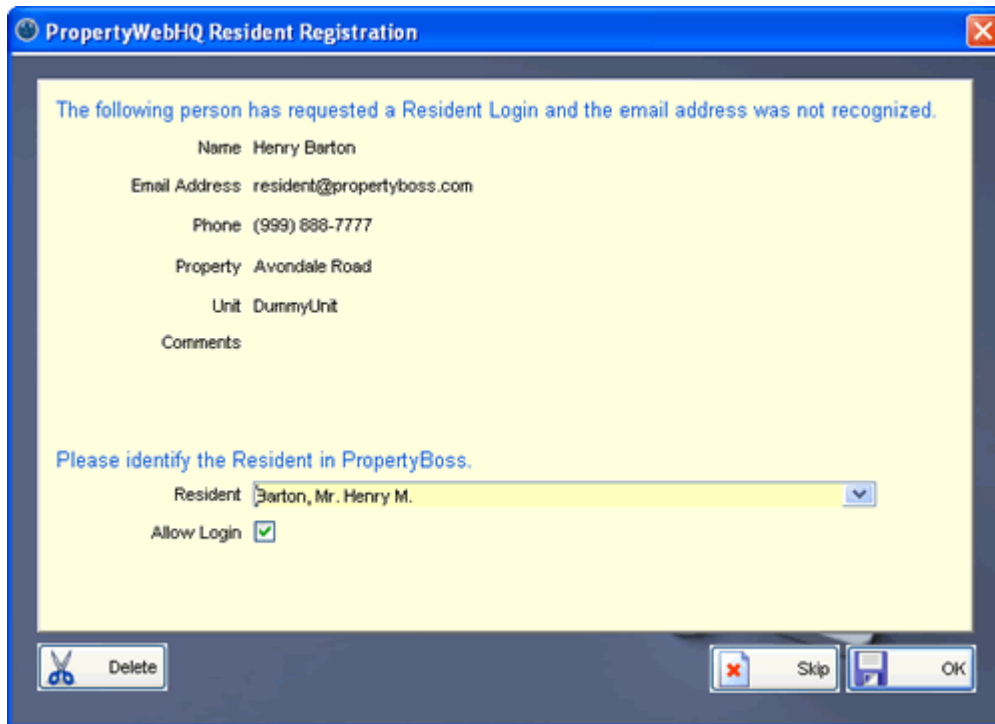 PropertyWebHQ Resident Registration
The following person has requested a Resident Login and the email address was not recognized.
Name Henry Barton
Email Address resident@propertyboss.com
Phone (999) 888-7777
Property Avondale Road
Unit DummyUnit
Comments
Please identify the Resident in PropertyBoss.
Resident Barton, Mr. Henry M.
Allow Login
Delete Skip OK